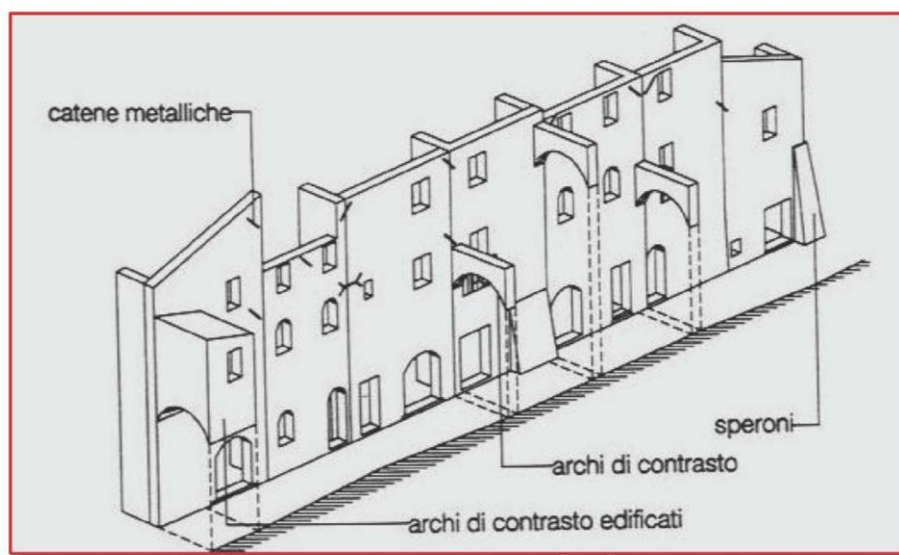 catene metalliche
speroni
archi di contrasto
archi di contrasto edificati